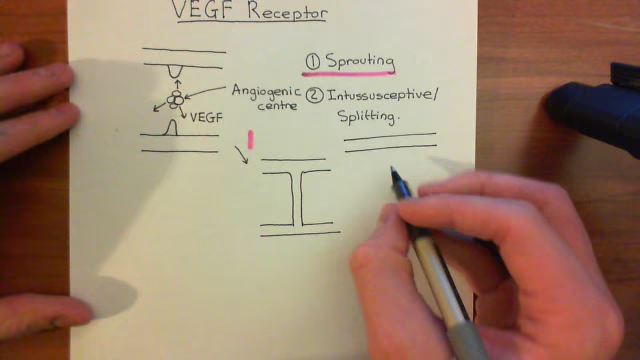 VEGF Receptor
① Sprouting
Angiogenic
centre
VEGF
② Intussusceptive/
Splitting.